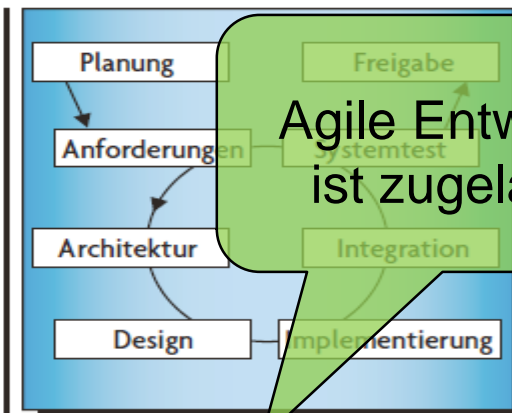 Planung
Freigabe
Agile Entw
Anforderungen
Systemtest
ist zugela
Architektur
Integration
Design
Implementierung